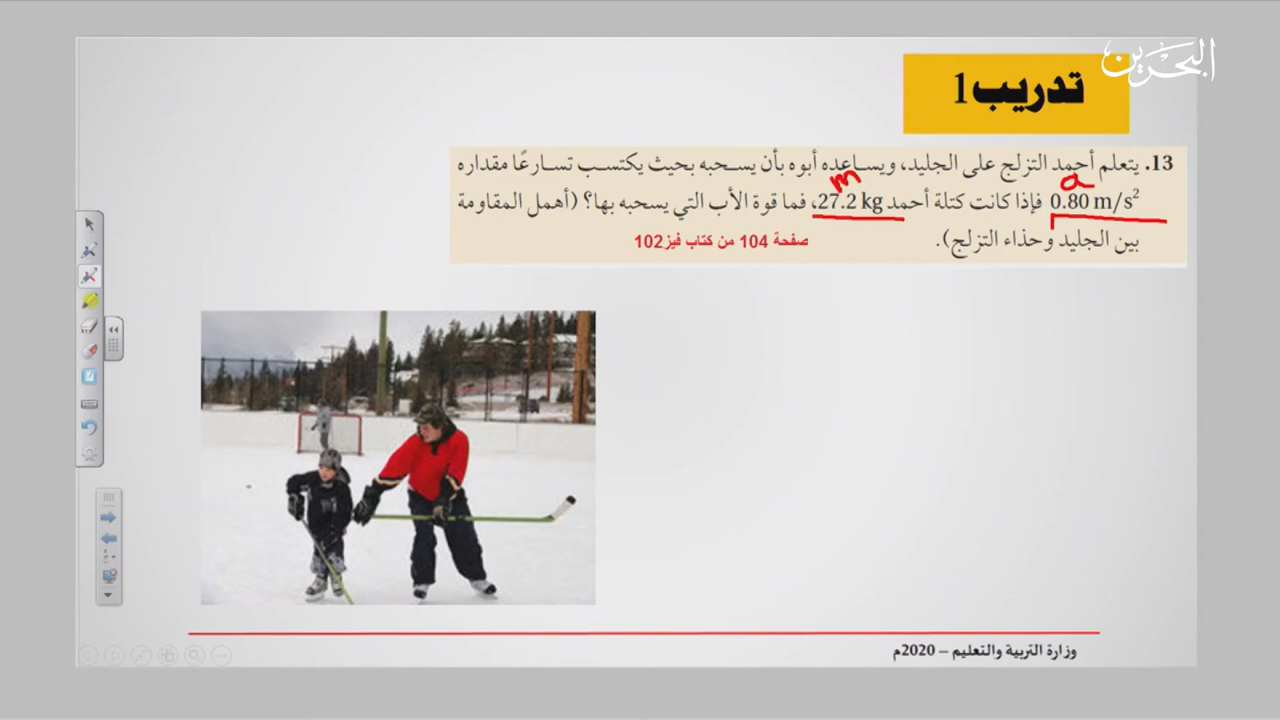 البحرين
تدريب 1
13. يتعلم أحمد التزلج على الجليد، ويساعده أبوه بأن يسحبه بحيث يكتسب تسارعًا مقداره
a
m
0.80 m/s² فإذا كانت كتلة أحمد 27.2 kg، فما قوة الأب التي يسحبه بها؟ (أهمل المقاومة
بين الجليد وحذاء التزلج).
صفحة 104 من كتاب فيز102
وزارة التربية والتعليم – 2020م